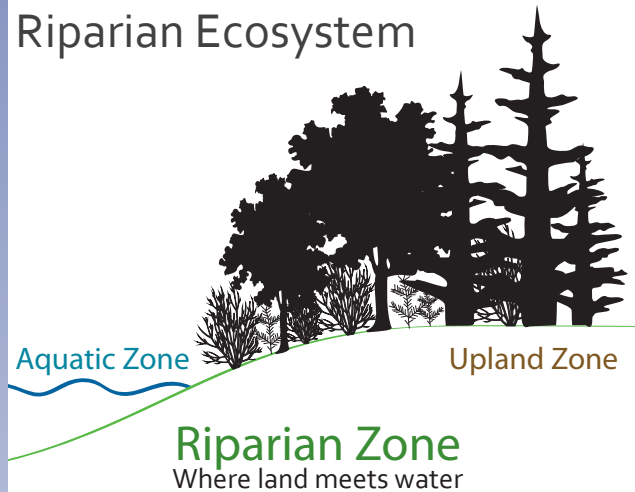 Riparian Ecosystem
Aquatic Zone
Upland Zone
Riparian Zone
Where land meets water